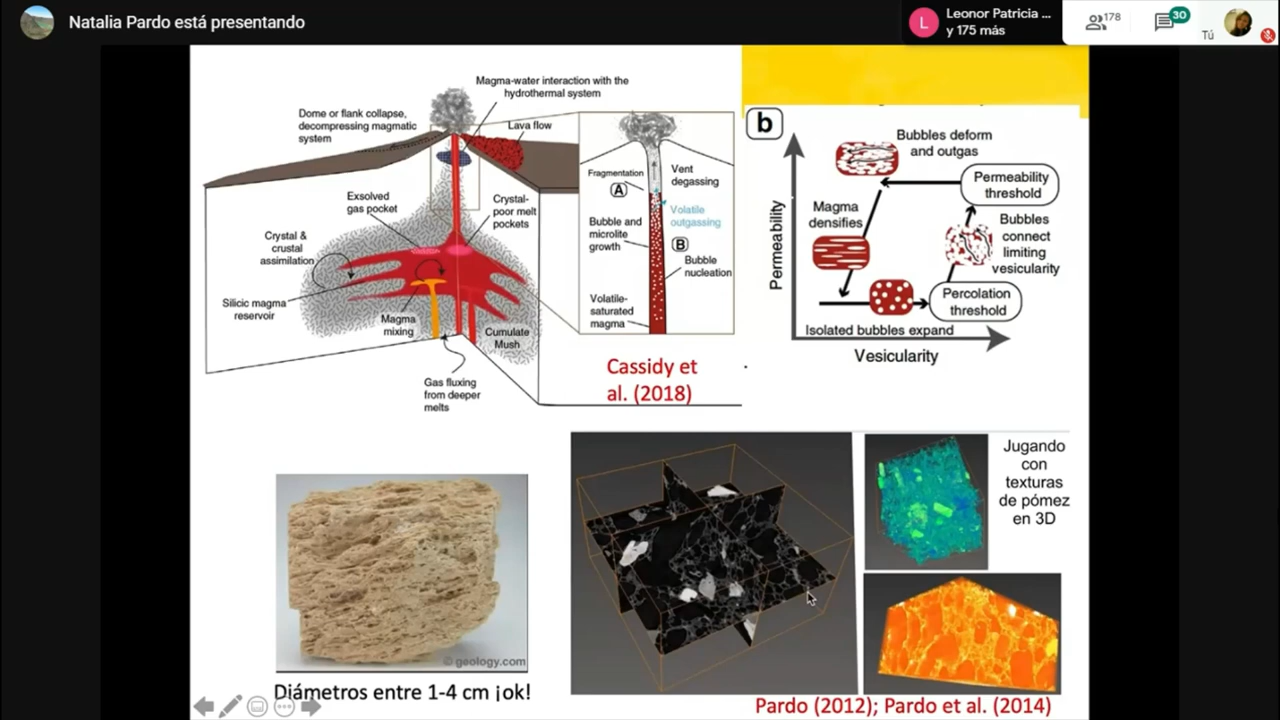 Natalia Pardo está presentando
Leonor Patricia ...
y 175 más
L
178
30
Tú
Magma-water interaction with the
hydrothermal system
Dome or flank collapse,
decompressing magmatic
system
Lava flow
Exsolved
gas pocket
Crystal-
poor melt
pockets
Crystal &
crustal
assimilation
Silicic magma
reservoir
Magma
mixing
Cumulate
Mush
Gas fluxing
from deeper
melts
Fragmentation
A
Vent
degassing
Volatile
outgassing
Bubble and
microlite
growth
B
Bubble
nucleation
Volatile-
saturated
magma
Cassidy et
al. (2018)
b
Bubbles deform
and outgas
Permeability
threshold
Magma
densifies
Bubbles
connect
limiting
vesicularity
Percolation
threshold
Isolated bubbles expand
Permeability
Vesicularity
Jugando
con
texturas
de pómez
en 3D
© geology.com
Diámetros entre 1-4 cm ¡ok!
Pardo (2012); Pardo et al. (2014)